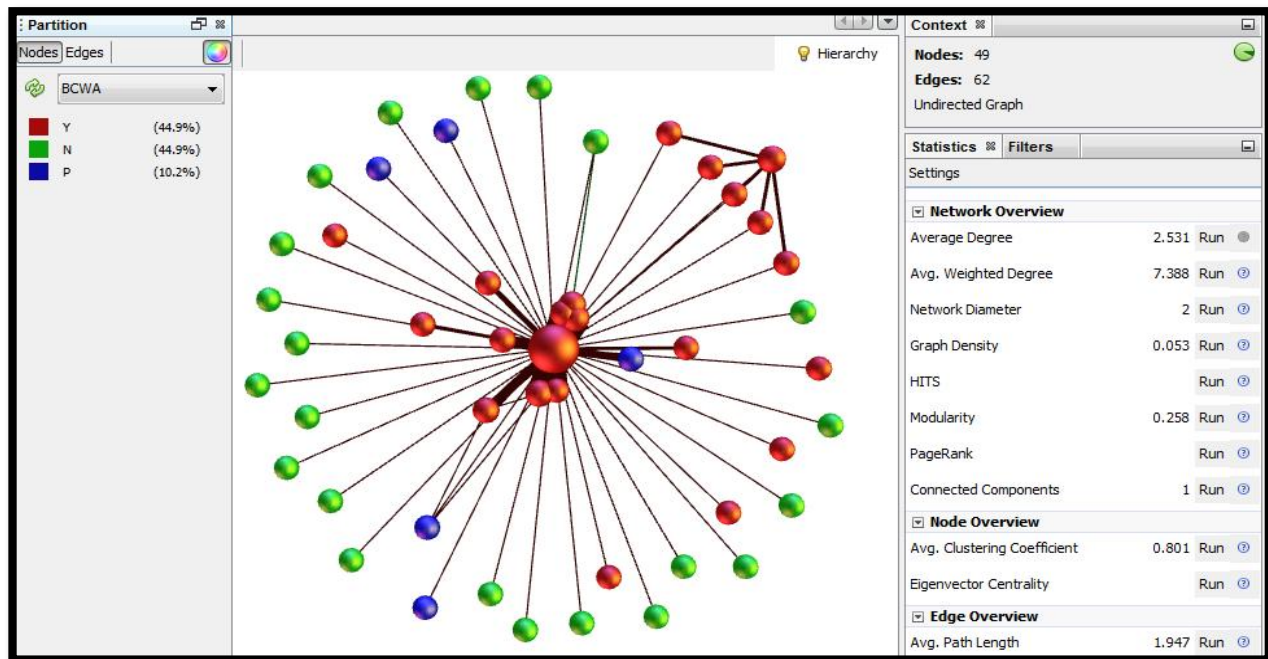 Partition
Nodes Edges
BCWA
Y (44.9%)
N (44.9%)
P (10.2%)
Hierarchy
Context
Nodes: 49
Edges: 62
Undirected Graph
Statistics Filters
Settings
Network Overview
Average Degree 2.531 Run
Avg. Weighted Degree 7.388 Run
Network Diameter 2 Run
Graph Density 0.053 Run
HITS Run
Modularity 0.258 Run
PageRank Run
Connected Components 1 Run
Node Overview
Avg. Clustering Coefficient 0.801 Run
Eigenvector Centrality Run
Edge Overview
Avg. Path Length 1.947 Run